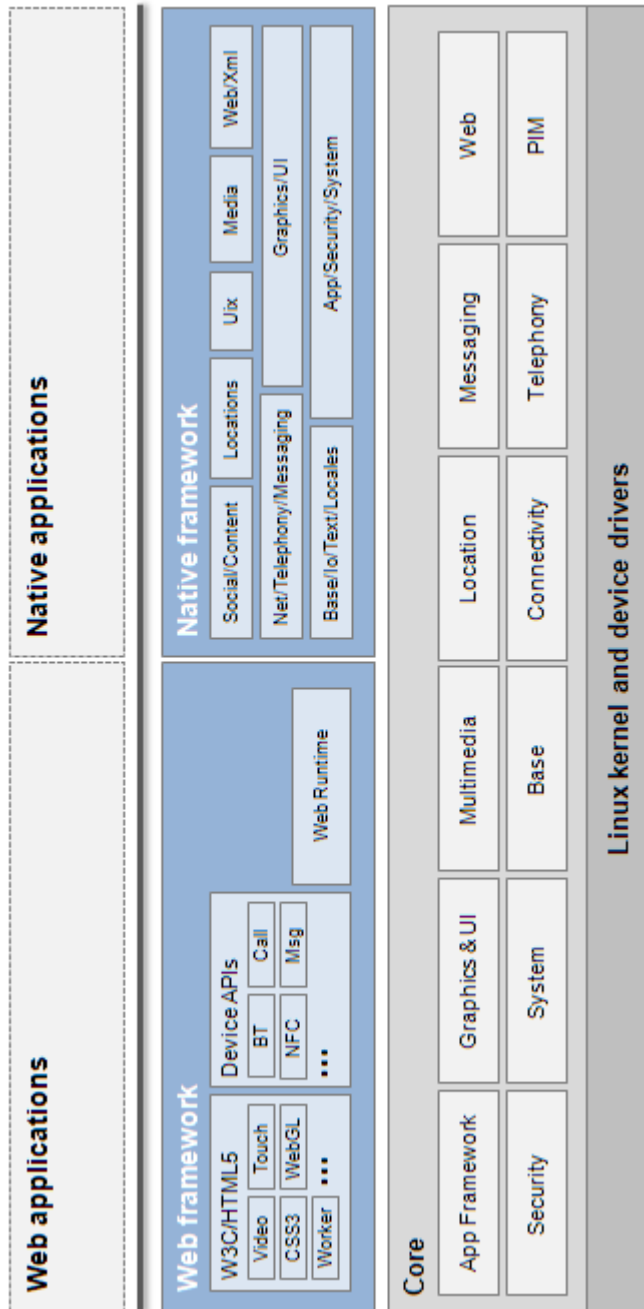 Web applications
Native applications
Web framework
W3C/HTML5
Video
Touch
CSS3
WebGL
Worker
...
Device APIs
BT
Call
NFC
Msg
...
Web Runtime
Native framework
Social/Content
Locations
Uix
Media
Web/Xml
Net/Telephony/Messaging
Graphics/UI
Base/Io/Text/Locales
App/Security/System
Core
App Framework
Graphics & UI
Multimedia
Location
Messaging
Web
Security
System
Base
Connectivity
Telephony
PIM
Linux kernel and device drivers